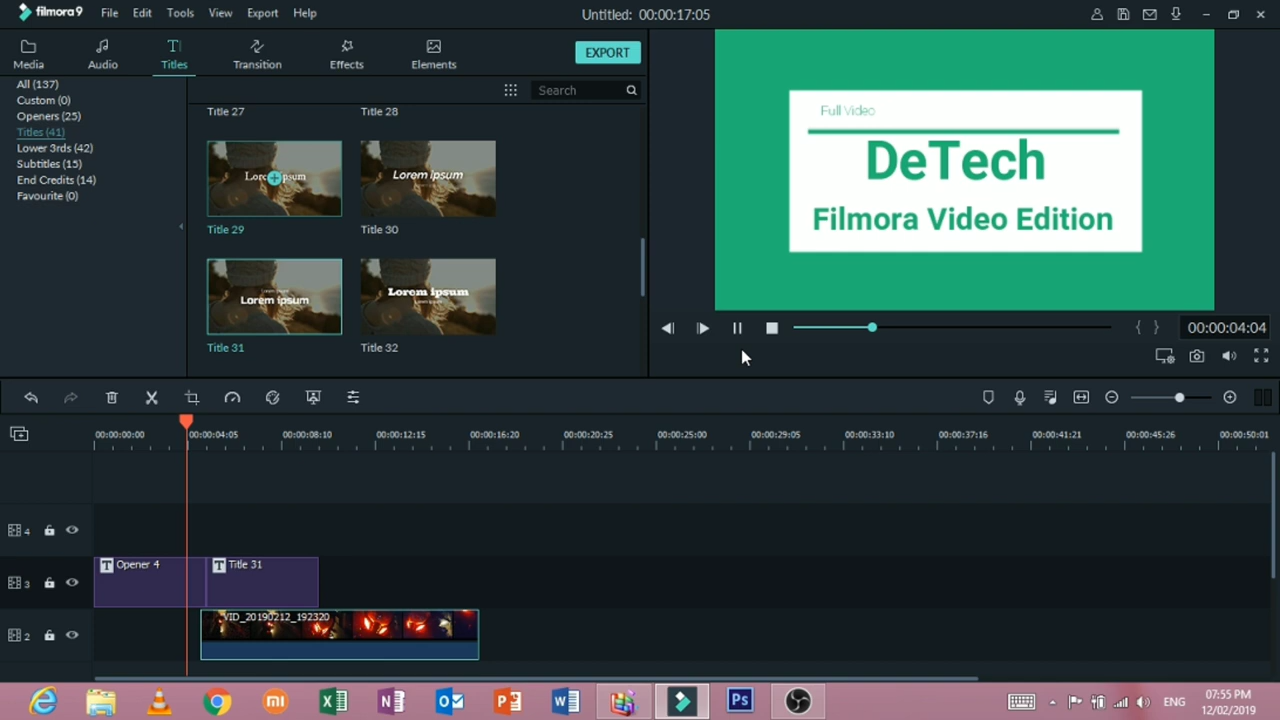 filmora9 File Edit Tools View Export Help Untitled: 00:00:17:05
Media Audio Titles Transition Effects Elements EXPORT
All (137)
Custom (0)
Openers (25)
Titles (41)
Lower 3rds (42)
Subtitles (15)
End Credits (14)
Favourite (0)
Search
Title 27 Title 28
Lorem ipsum
Title 29 Title 30
Lorem ipsum Lorem ipsum
Title 31 Title 32
Full Video
DeTech
Filmora Video Edition
{ } 00:00:04:04
00:00:00:00 00:00:04:05 00:00:08:10 00:00:12:15 00:00:16:20 00:00:20:25 00:00:25:00 00:00:29:05 00:00:33:10 00:00:37:16 00:00:41:21 00:00:45:26 00:00:50:01
4
3 T Opener 4 T Title 31
2 VID_20190212_192320
Ps ENG 07:55 PM
12/02/2019